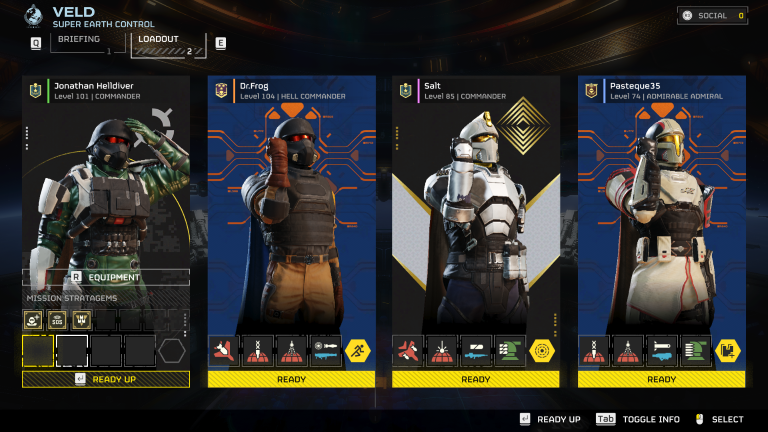 VELD
SUPER EARTH CONTROL
SOCIAL 0
Q BRIEFING 1 LOADOUT 2 E
Jonathan Helldiver
Level 101 | COMMANDER
Dr.Frog
Level 104 | HELL COMMANDER
Salt
Level 85 | COMMANDER
Pasteque35
Level 74 | ADMIRABLE ADMIRAL
R EQUIPMENT
MISSION STRATAGEMS
SOS
READY UP
READY
READY
READY
READY UP Tab TOGGLE INFO SELECT